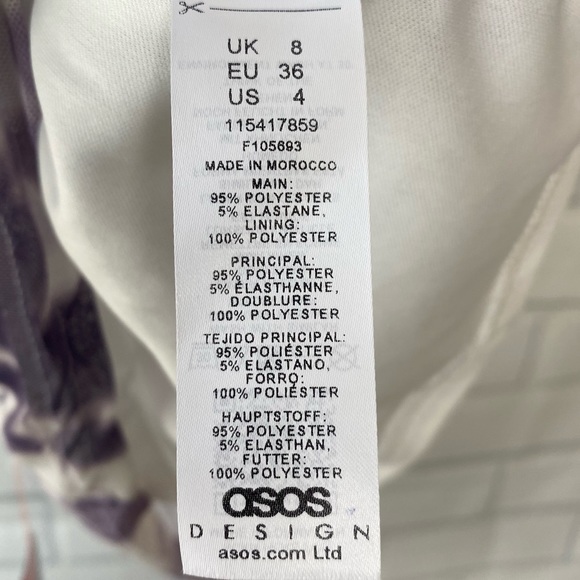 UK 8
EU 36
US 4
115417859
F105693
MADE IN MOROCCO
MAIN:
95% POLYESTER
5% ELASTANE,
LINING:
100% POLYESTER
PRINCIPAL:
95% POLYESTER
5% ÉLASTHANNE,
DOUBLURE:
100% POLYESTER
TEJIDO PRINCIPAL:
95% POLIÉSTER
5% ELASTANO,
FORRO:
100% POLIÉSTER
HAUPTSTOFF:
95% POLYESTER
5% ELASTHAN,
FUTTER:
100% POLYESTER
asos
DESIGN
asos.com Ltd